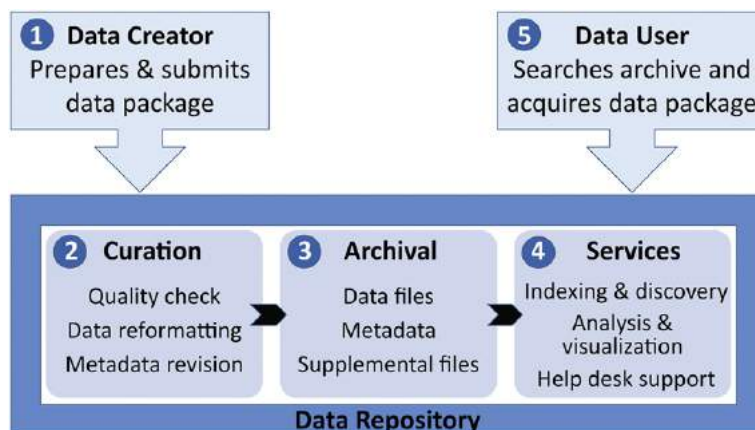 1 Data Creator
Prepares & submits
data package
5 Data User
Searches archive and
acquires data package
2 Curation
Quality check
Data reformatting
Metadata revision
3 Archival
Data files
Metadata
Supplemental files
4 Services
Indexing & discovery
Analysis &
visualization
Help desk support
Data Repository